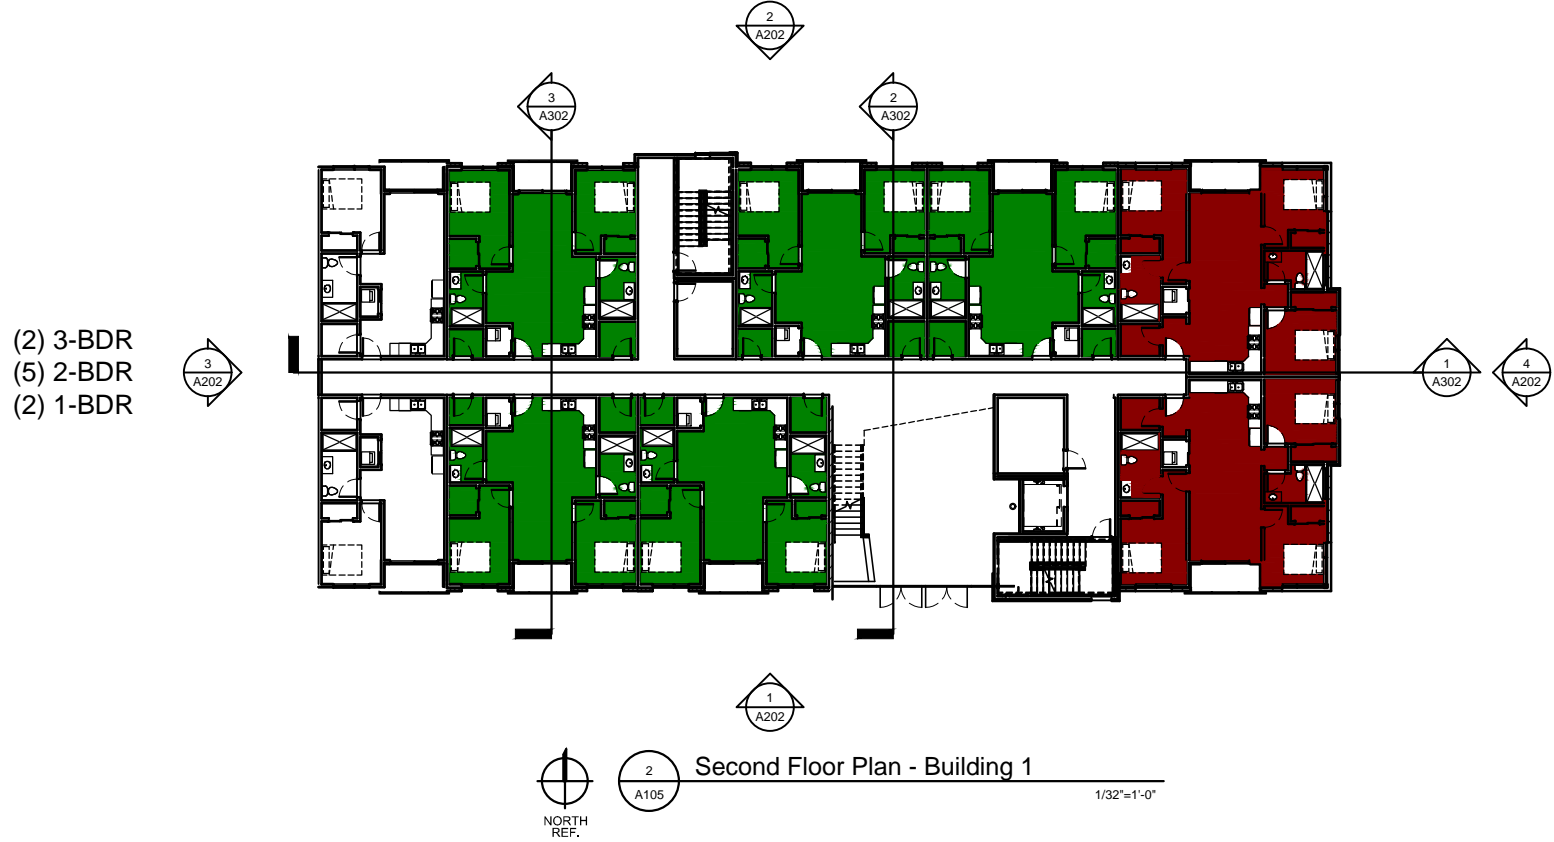 2
A202
3
A302
2
A302
(2) 3-BDR
(5) 2-BDR
(2) 1-BDR
3
A202
1
A302
4
A202
1
A202
2
A105
Second Floor Plan - Building 1
1/32"=1'-0"
NORTH
REF.